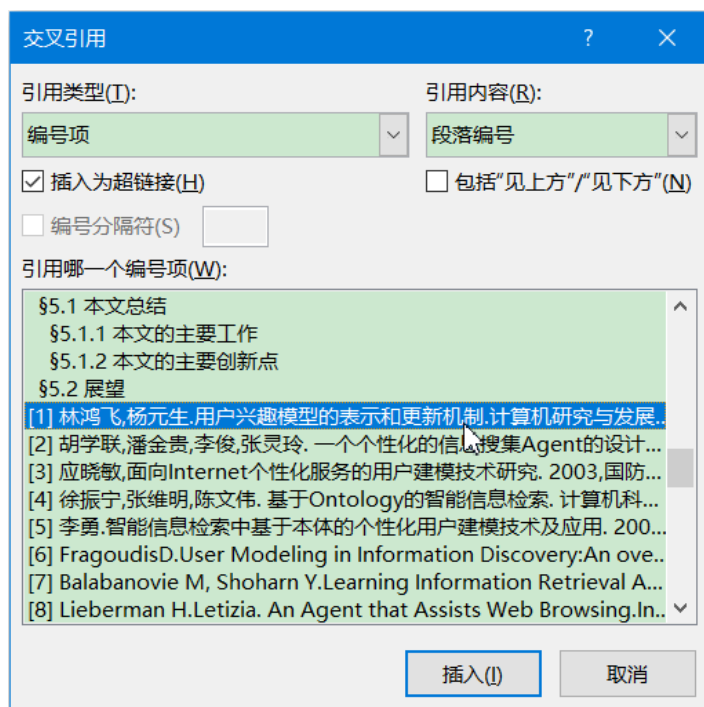 交叉引用
引用类型(T): 引用内容(R):
编号项 段落编号
插入为超链接(H) 包括“见上方”/“见下方”(N)
编号分隔符(S)
引用哪一个编号项(W):
§5.1 本文总结
§5.1.1 本文的主要工作
§5.1.2 本文的主要创新点
§5.2 展望
[1] 林鸿飞,杨元生.用户兴趣模型的表示和更新机制.计算机研究与发展..
[2] 胡学联,潘金贵,李俊,张灵玲. 一个个性化的信息搜集Agent的设计...
[3] 应晓敏,面向Internet个性化服务的用户建模技术研究. 2003,国防...
[4] 徐振宁,张维明,陈文伟. 基于Ontology的智能信息检索. 计算机科...
[5] 李勇.智能信息检索中基于本体的个性化用户建模技术及应用. 200...
[6] FragoudisD.User Modeling in Information Discovery:An ove..
[7] Balabanovie M, Shoharn Y.Learning Information Retrieval A...
[8] Lieberman H.Letizia. An Agent that Assists Web Browsing.In..
插入(I) 取消